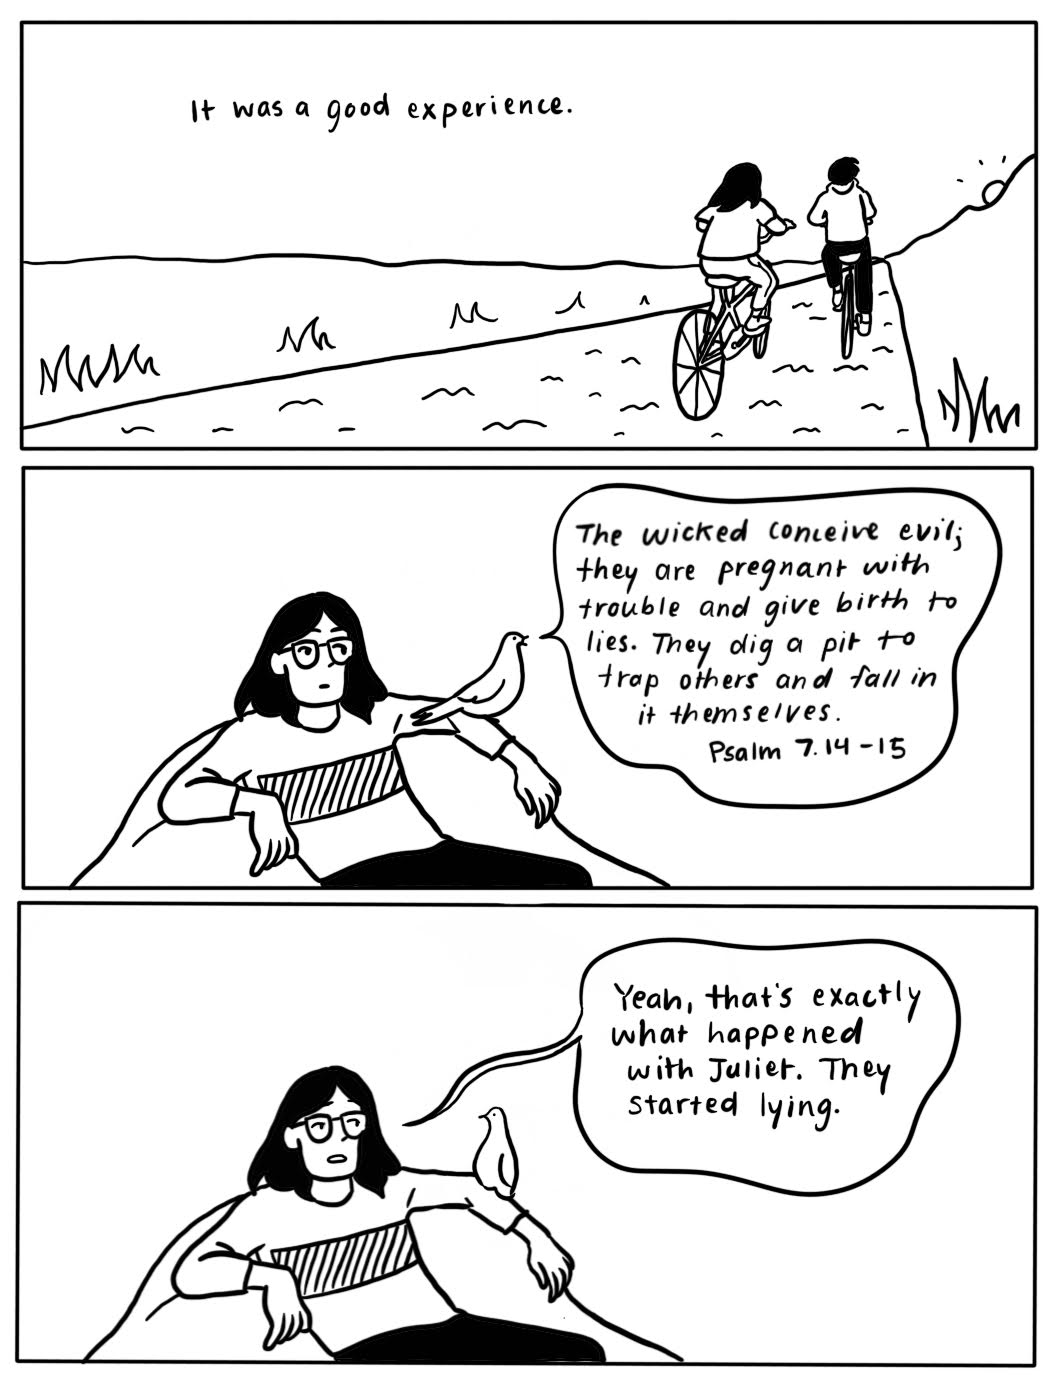 It was a good experience.
The wicked conceive evil;
they are pregnant with
trouble and give birth to
lies. They dig a pit to
trap others and fall in
it themselves.
Psalm 7.14-15
Yeah, that's exactly
what happened
with Juliet. They
started lying.